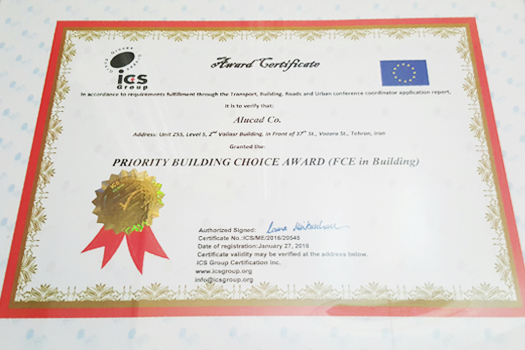 ICS
Group
Award Certificate
In accordance to requirements fulfillment through the Transport, Building, Roads and Urban conference coordinator application report,
it is to verify that:
Alucad Co.
Address: Unit 255, Level 5, 2nd Valiasr Building, In Front of 37th St., Vozara St., Tehran, Iran
Granted the:
PRIORITY BUILDING CHOICE AWARD (FCE in Building)
Authorized Signed:
Certificate No.:ICS/ME/2016/20545
Date of registration:January 27, 2016
Certificate validity may be verified at the address below.
ICS Group Certification Inc.
www.icsgroup.org
info@icsgroup.org